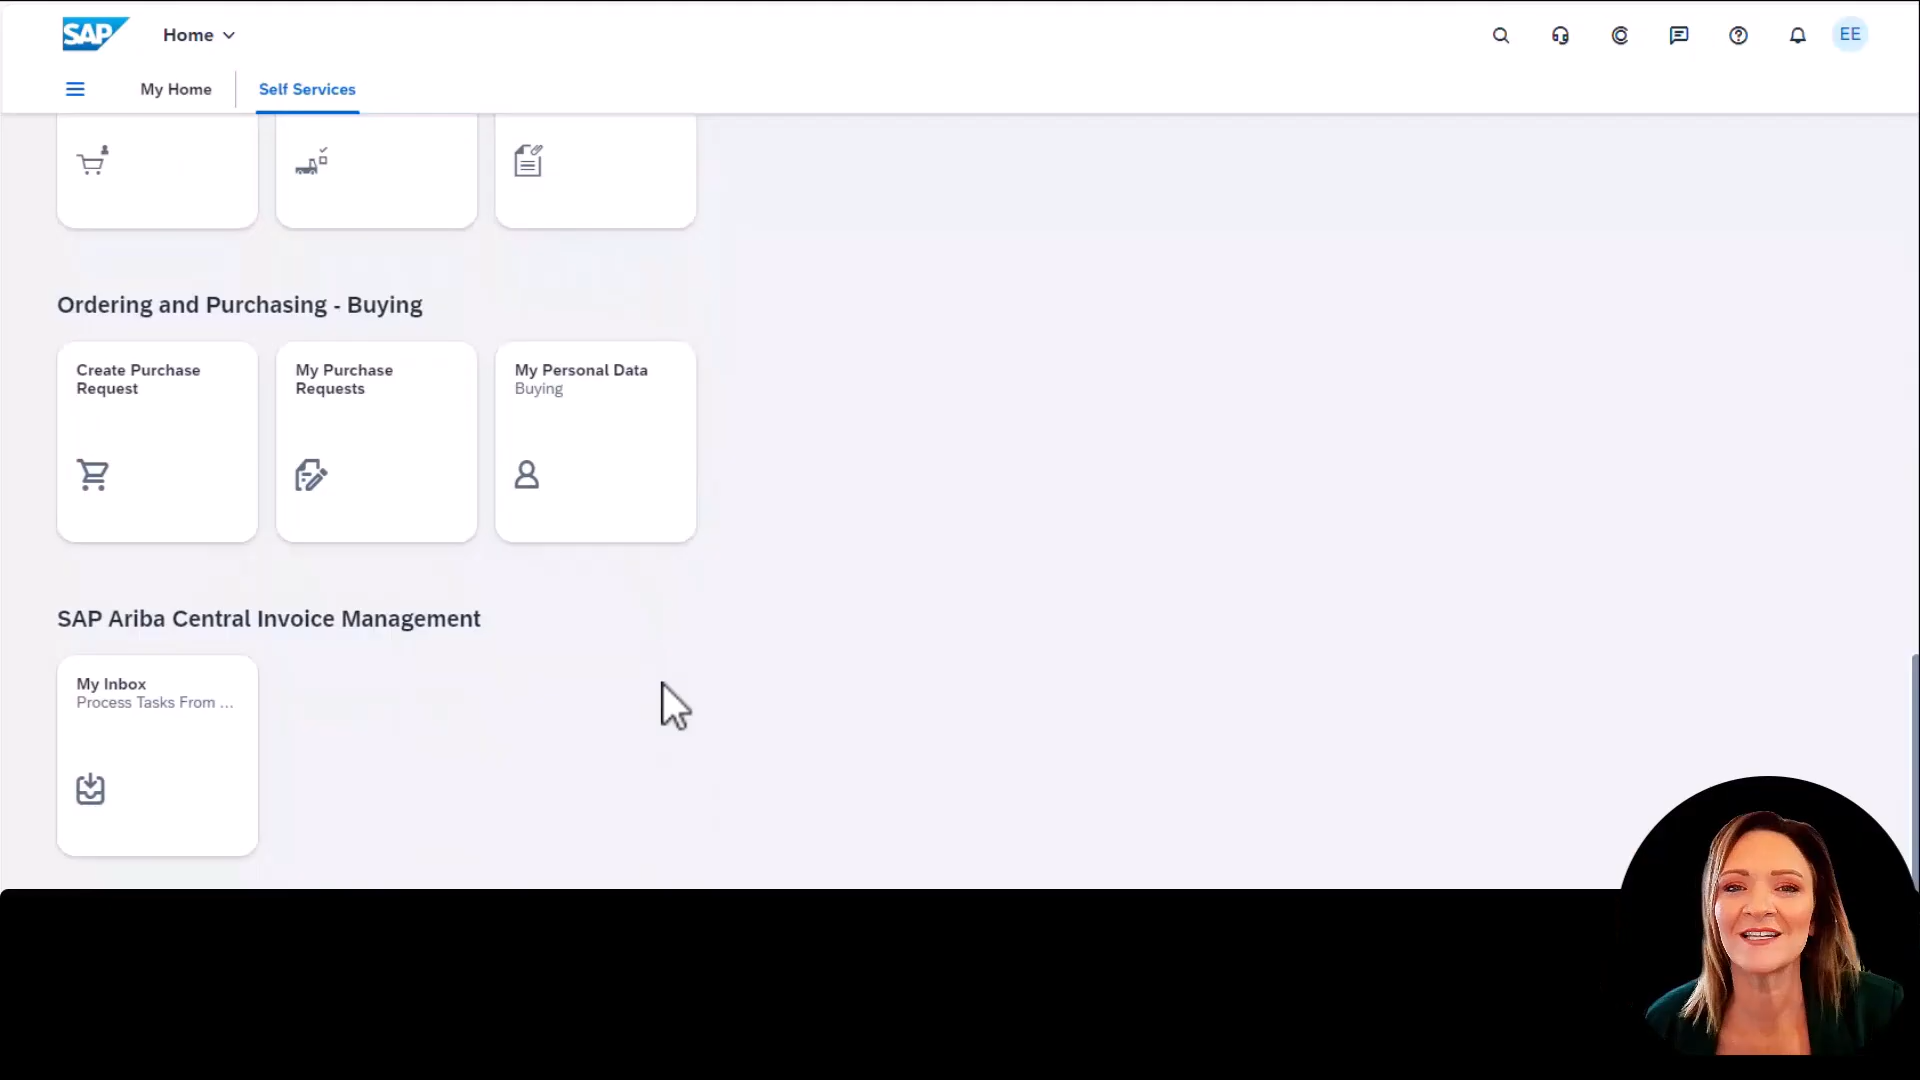 SAP
Home
EE
My Home
Self Services
Ordering and Purchasing - Buying
Create Purchase
Request
My Purchase
Requests
My Personal Data
Buying
SAP Ariba Central Invoice Management
My Inbox
Process Tasks From ...